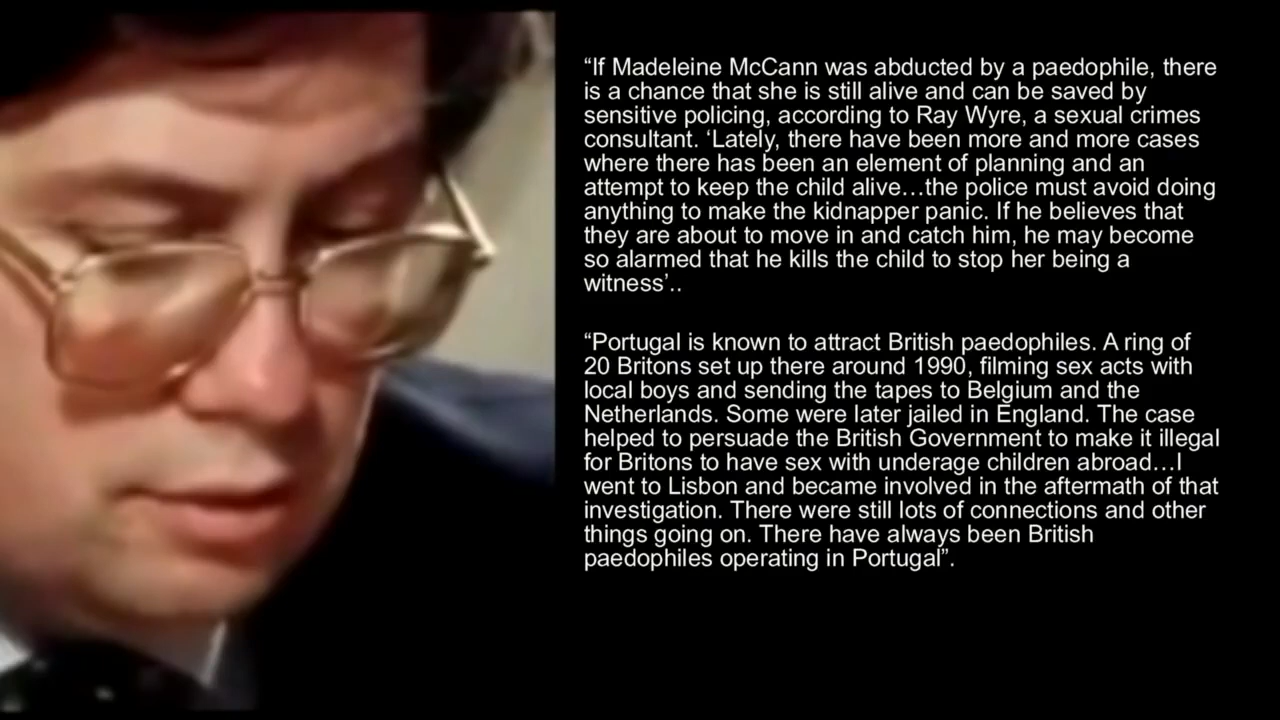 “If Madeleine McCann was abducted by a paedophile, there
is a chance that she is still alive and can be saved by
sensitive policing, according to Ray Wyre, a sexual crimes
consultant. ‘Lately, there have been more and more cases
where there has been an element of planning and an
attempt to keep the child alive…the police must avoid doing
anything to make the kidnapper panic. If he believes that
they are about to move in and catch him, he may become
so alarmed that he kills the child to stop her being a
witness’..
“Portugal is known to attract British paedophiles. A ring of
20 Britons set up there around 1990, filming sex acts with
local boys and sending the tapes to Belgium and the
Netherlands. Some were later jailed in England. The case
helped to persuade the British Government to make it illegal
for Britons to have sex with underage children abroad…I
went to Lisbon and became involved in the aftermath of that
investigation. There were still lots of connections and other
things going on. There have always been British
paedophiles operating in Portugal”.